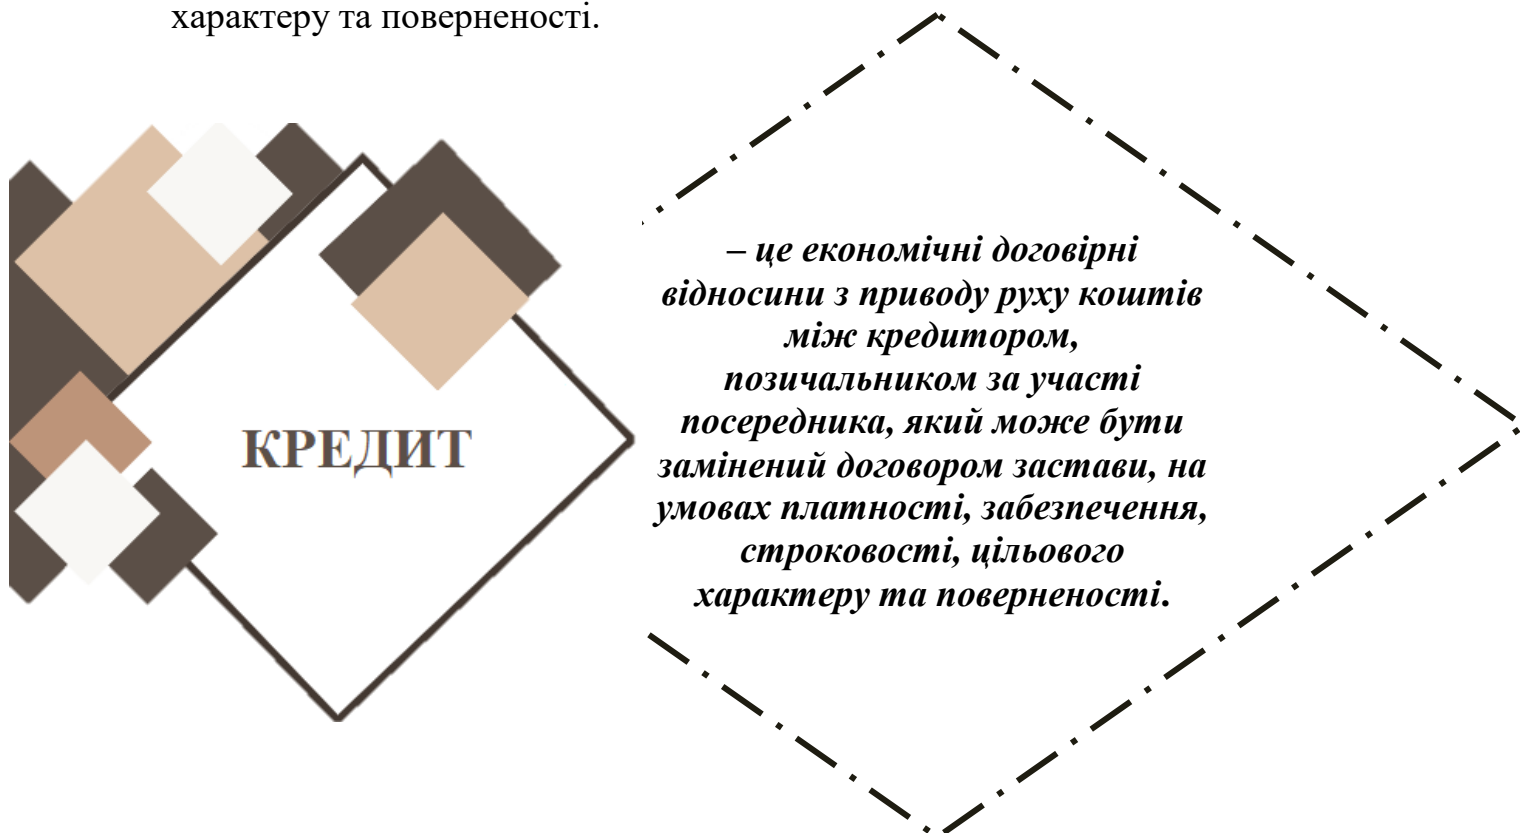 характеру та поверненості.
КРЕДИТ
– це економічні договірні
відносини з приводу руху коштів
між кредитором,
позичальником за участі
посередника, який може бути
замінений договором застави, на
умовах платності, забезпечення,
строковості, цільового
характеру та поверненості.